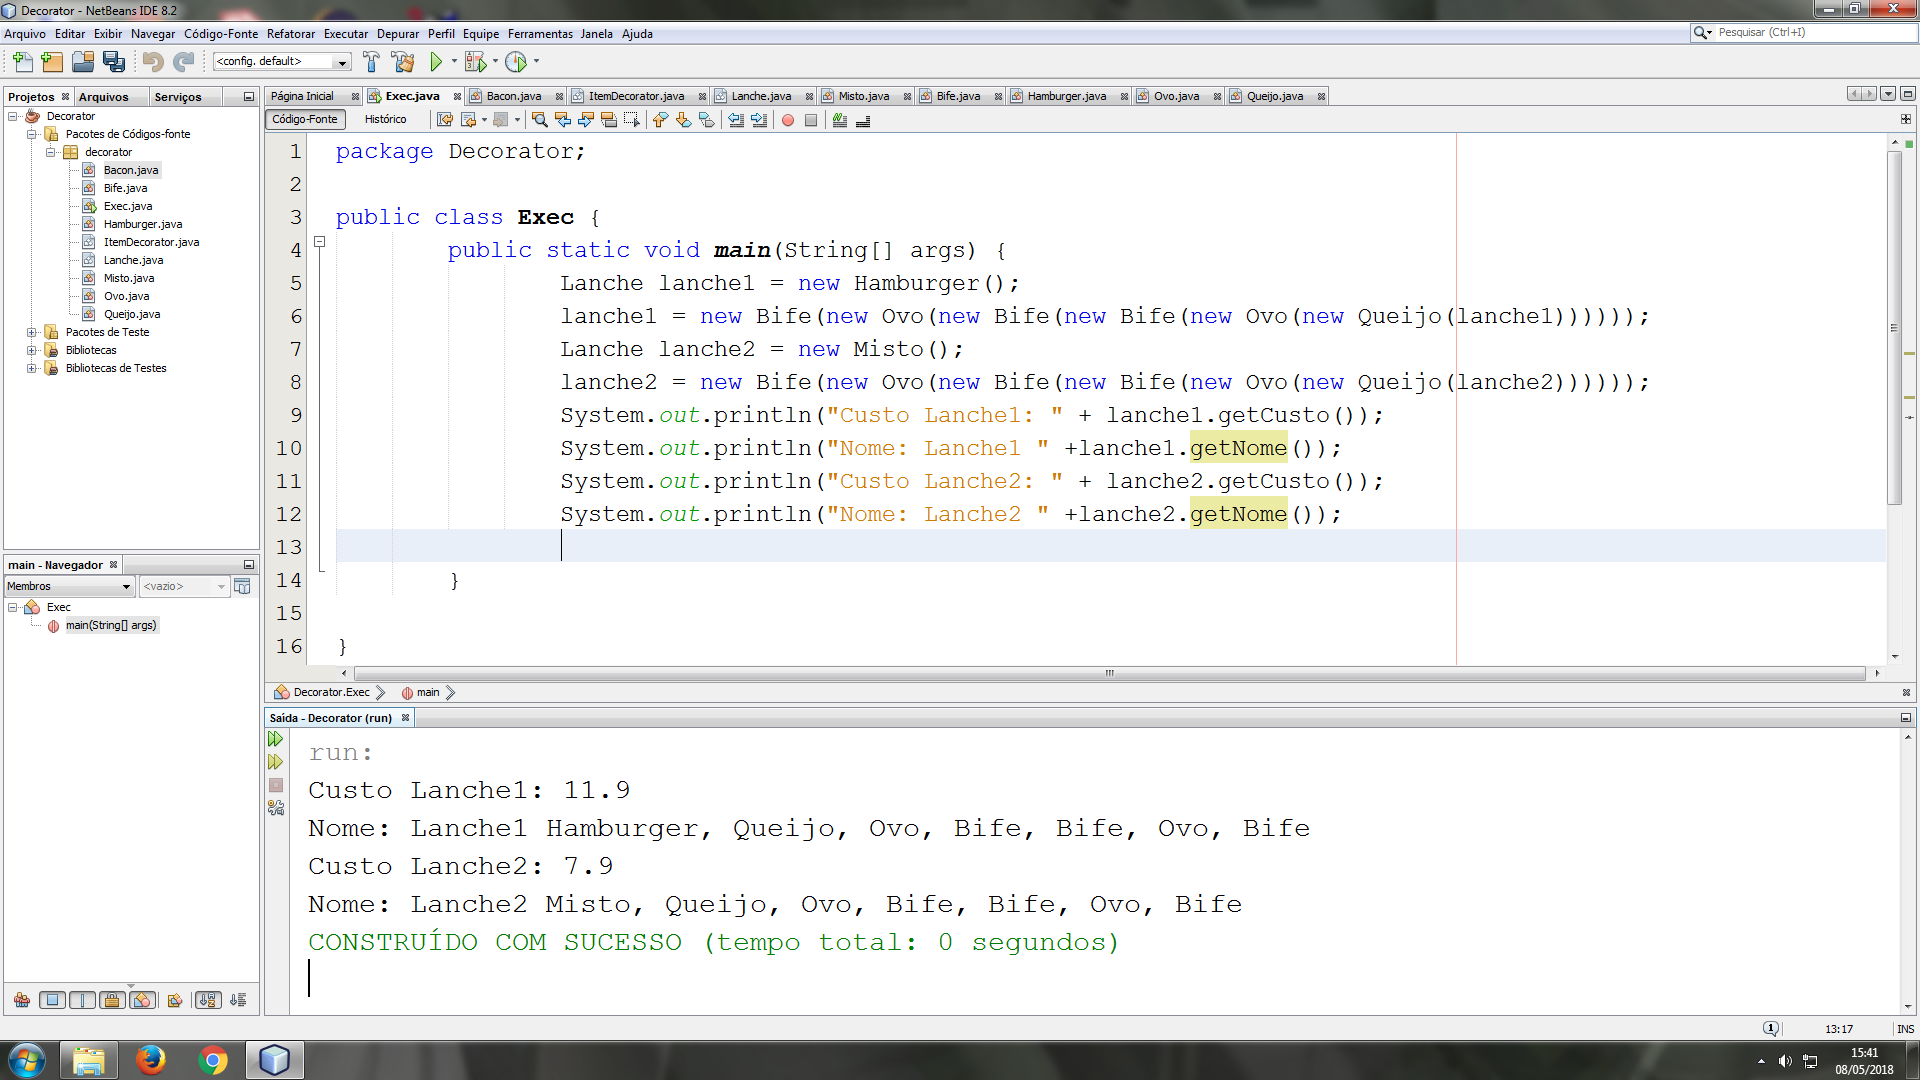 Decorator - NetBeans IDE 8.2
Arquivo Editar Exibir Navegar Código-Fonte Refatorar Executar Depurar Perfil Equipe Ferramentas Janela Ajuda
Pesquisar (Ctrl+I)
<config. default>
Projetos Arquivos Serviços
Decorator
Pacotes de Códigos-fonte
decorator
Bacon.java
Bife.java
Exec.java
Hamburger.java
ItemDecorator.java
Lanche.java
Misto.java
Ovo.java
Queijo.java
Pacotes de Teste
Bibliotecas
Bibliotecas de Testes
main - Navegador
Membros <vazio>
Exec
main(String[] args)
Página Inicial Exec.java Bacon.java ItemDecorator.java Lanche.java Misto.java Bife.java Hamburger.java Ovo.java Queijo.java
Código-Fonte Histórico
1 package Decorator;
2
3 public class Exec {
4 public static void main(String[] args) {
5 Lanche lanche1 = new Hamburger();
6 lanche1 = new Bife(new Ovo(new Bife(new Bife(new Ovo(new Queijo(lanche1))))));
7 Lanche lanche2 = new Misto();
8 lanche2 = new Bife(new Ovo(new Bife(new Bife(new Ovo(new Queijo(lanche2))))));
9 System.out.println("Custo Lanche1: " + lanche1.getCusto());
10 System.out.println("Nome: Lanche1 " +lanche1.getNome());
11 System.out.println("Custo Lanche2: " + lanche2.getCusto());
12 System.out.println("Nome: Lanche2 " +lanche2.getNome());
13
14 }
15
16 }
Decorator.Exec main
Saída - Decorator (run)
run:
Custo Lanche1: 11.9
Nome: Lanche1 Hamburger, Queijo, Ovo, Bife, Bife, Ovo, Bife
Custo Lanche2: 7.9
Nome: Lanche2 Misto, Queijo, Ovo, Bife, Bife, Ovo, Bife
CONSTRUÍDO COM SUCESSO (tempo total: 0 segundos)
1 13:17 INS
15:41
08/05/2018